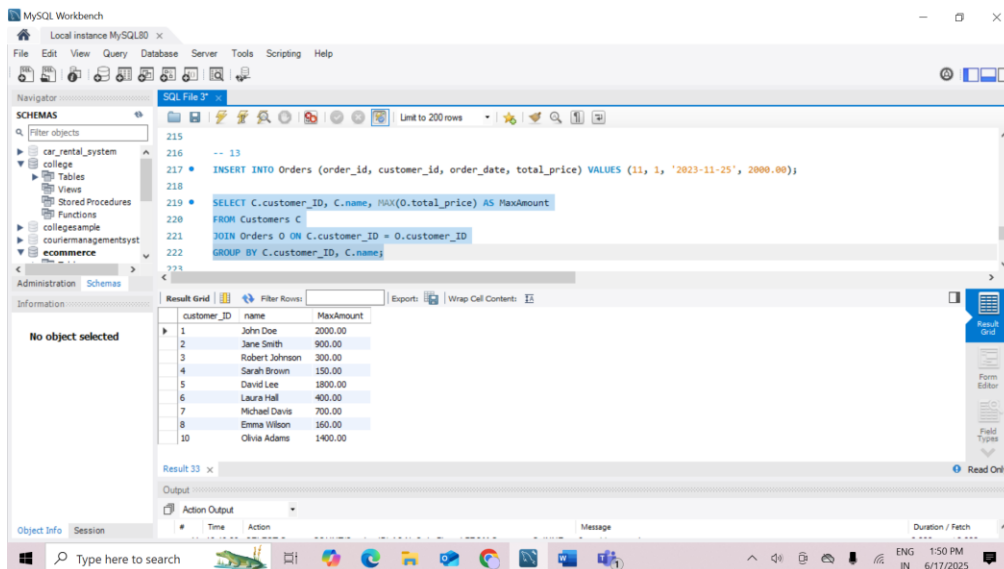 MySQL Workbench
Local instance MySQL80
File Edit View Query Database Server Tools Scripting Help
Navigator
SQL File 3*
SCHEMAS
Filter objects
Limit to 200 rows
car_rental_system
college
Tables
Views
Stored Procedures
Functions
collegesample
couriermanagementsyst
ecommerce
Administration Schemas
Information
No object selected
215
216 -- 13
217 INSERT INTO Orders (order_id, customer_id, order_date, total_price) VALUES (11, 1, '2023-11-25', 2000.00);
218
219 SELECT C.customer_ID, C.name, MAX(O.total_price) AS MaxAmount
220 FROM Customers C
221 JOIN Orders O ON C.customer_ID = O.customer_ID
222 GROUP BY C.customer_ID, C.name;
223
Result Grid Filter Rows: Export: Wrap Cell Content:
customer_ID name MaxAmount
1 John Doe 2000.00
2 Jane Smith 900.00
3 Robert Johnson 300.00
4 Sarah Brown 150.00
5 David Lee 1800.00
6 Laura Hall 400.00
7 Michael Davis 700.00
8 Emma Wilson 160.00
10 Olivia Adams 1400.00
Result Grid
Form Editor
Field Types
Result 33
Read Onl
Output
Action Output
# Time Action Message Duration / Fetch
Object Info Session
Type here to search
ENG
IN
1:50 PM
6/17/2025